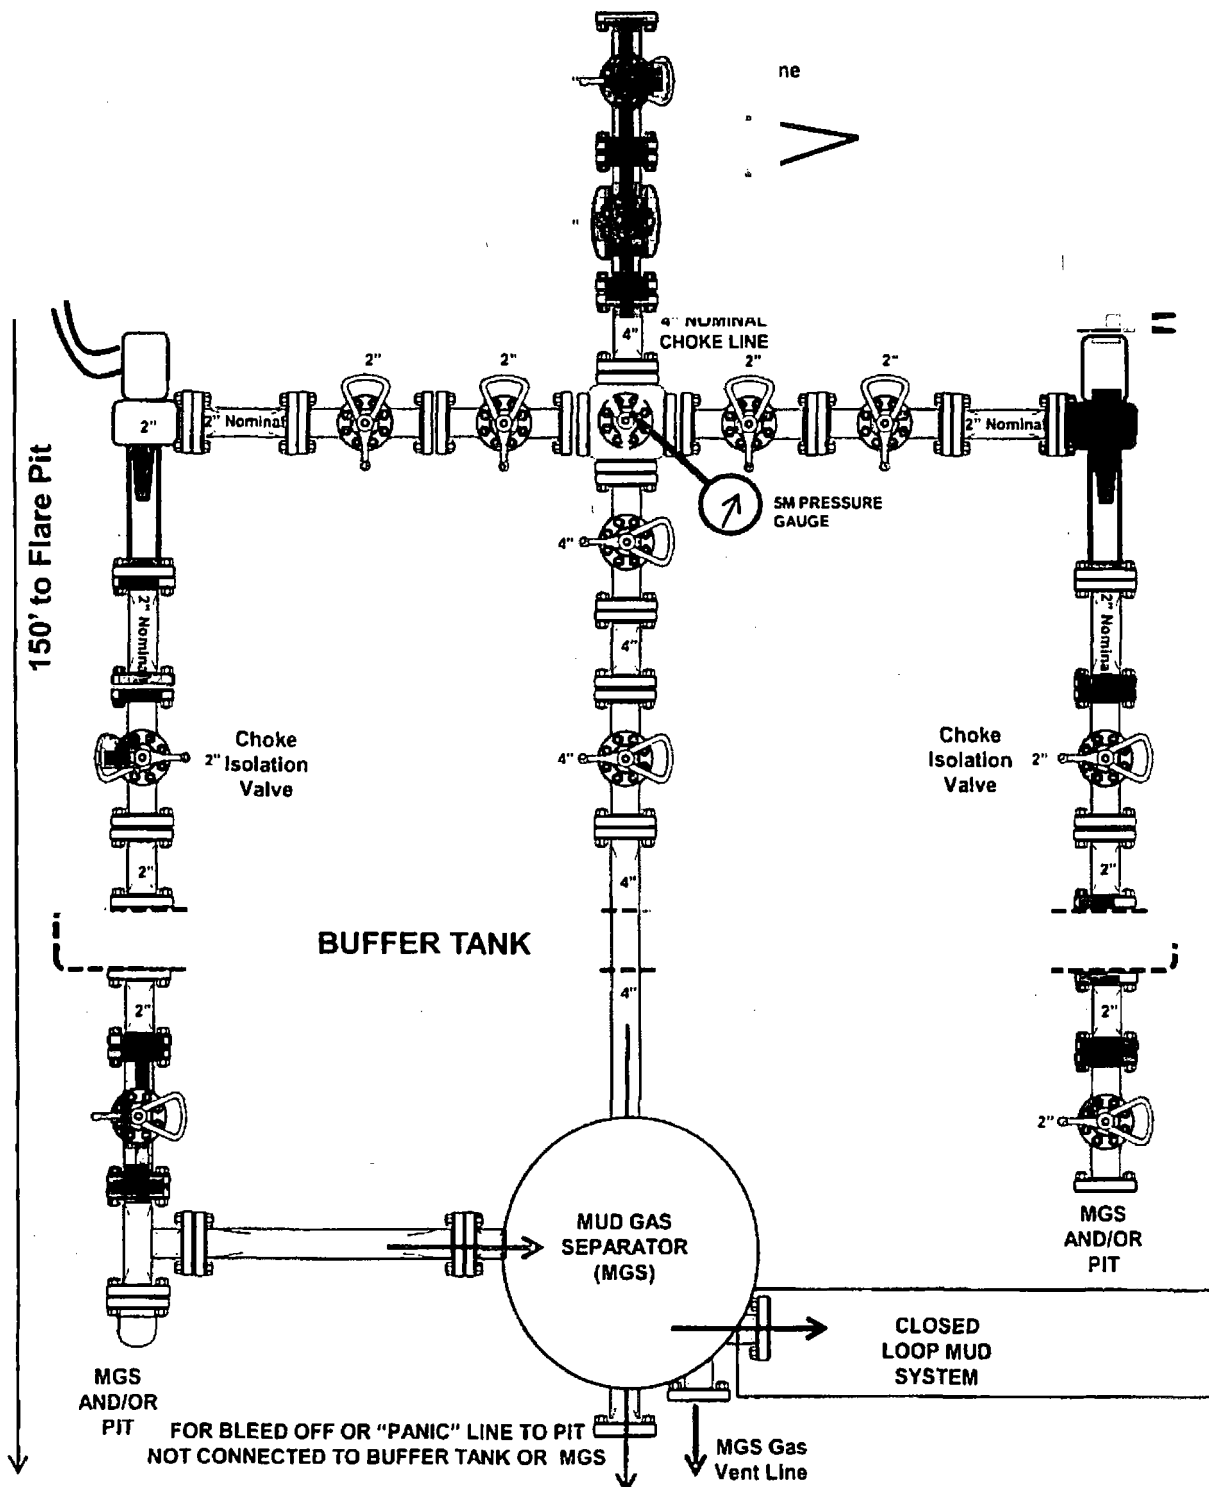 ne
4"
4" NOMINAL
CHOKE LINE
2"
2"
2"
2"
2"
2" Nominal
2" Nominal
5M PRESSURE
GAUGE
4"
150' to Flare Pit
2" Nominal
2" Nominal
4"
Choke
Isolation
Valve
2"
4"
Choke
Isolation
Valve
2"
2"
4"
2"
BUFFER TANK
2"
4"
2"
2"
MUD GAS
SEPARATOR
(MGS)
MGS
AND/OR
PIT
CLOSED
LOOP MUD
SYSTEM
MGS
AND/OR
PIT
FOR BLEED OFF OR "PANIC" LINE TO PIT
NOT CONNECTED TO BUFFER TANK OR MGS
MGS Gas
Vent Line